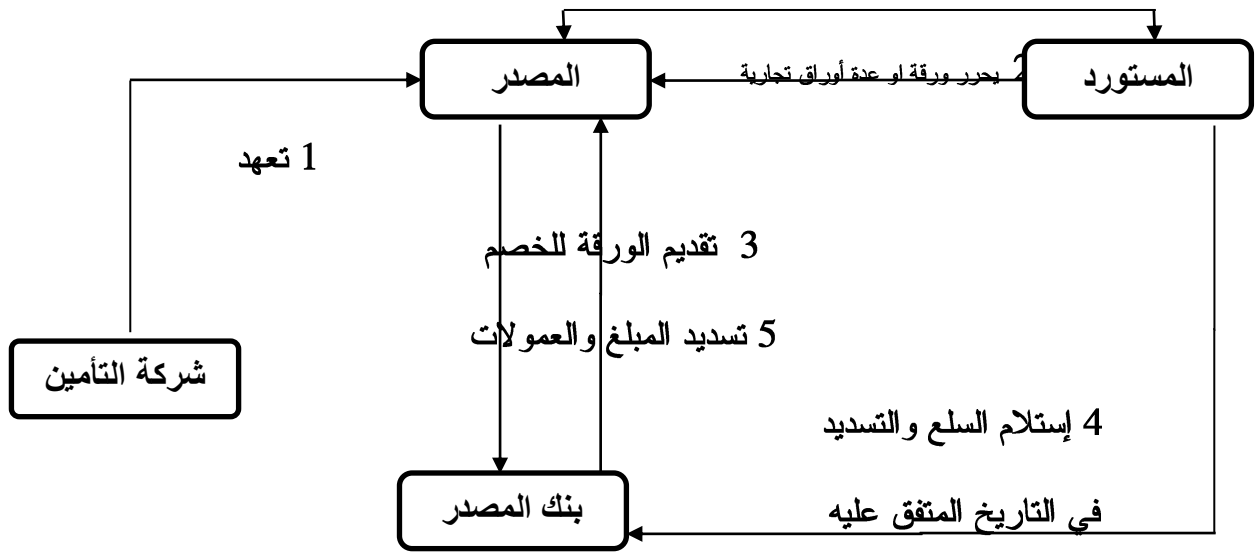 المستورد
المصدر
2 يحرر ورقة او عدة أوراق تجارية
1 تعهد
3 تقديم الورقة للخصم
5 تسديد المبلغ والعمولات
شركة التأمين
4 إستلام السلع والتسديد
في التاريخ المتفق عليه
بنك المصدر